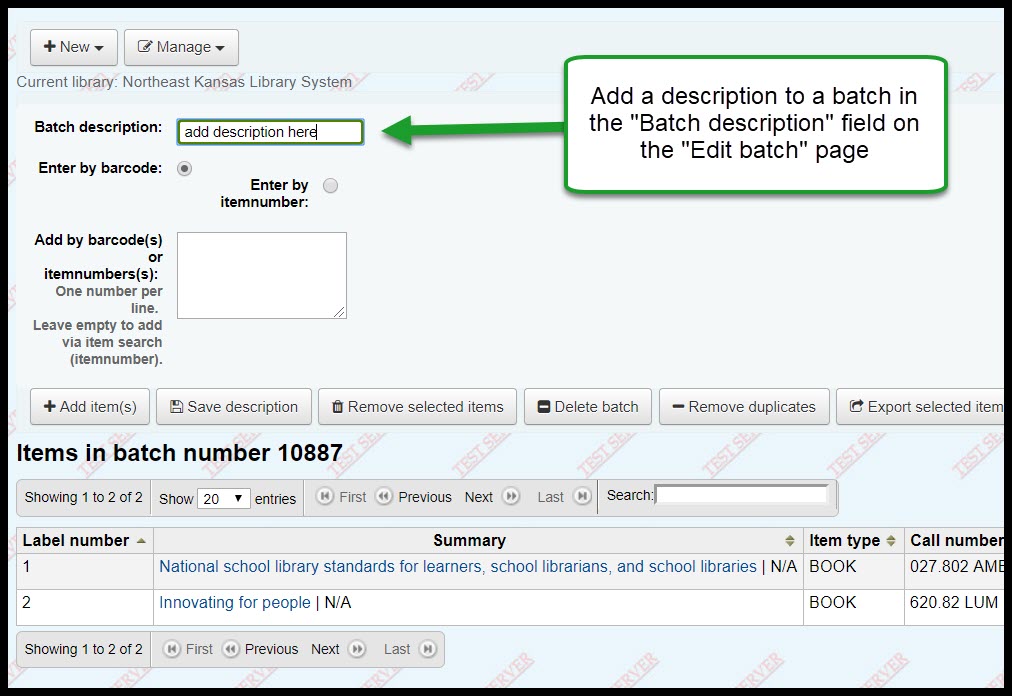 New Manage
Current library: Northeast Kansas Library System
Batch description: add description here
Add a description to a batch in
the "Batch description" field on
the "Edit batch" page
Enter by barcode:
Enter by
itemnumber:
Add by barcode(s)
or
itemnumbers(s):
One number per
line.
Leave empty to add
via item search
(itemnumber).
Add item(s) Save description Remove selected items Delete batch Remove duplicates Export selected item
Items in batch number 10887
Showing 1 to 2 of 2 Show 20 entries First Previous Next Last Search:
Label number Summary Item type Call number
1 National school library standards for learners, school librarians, and school libraries | N/A BOOK 027.802 AME
2 Innovating for people | N/A BOOK 620.82 LUM
Showing 1 to 2 of 2 First Previous Next Last
TEST SERVER